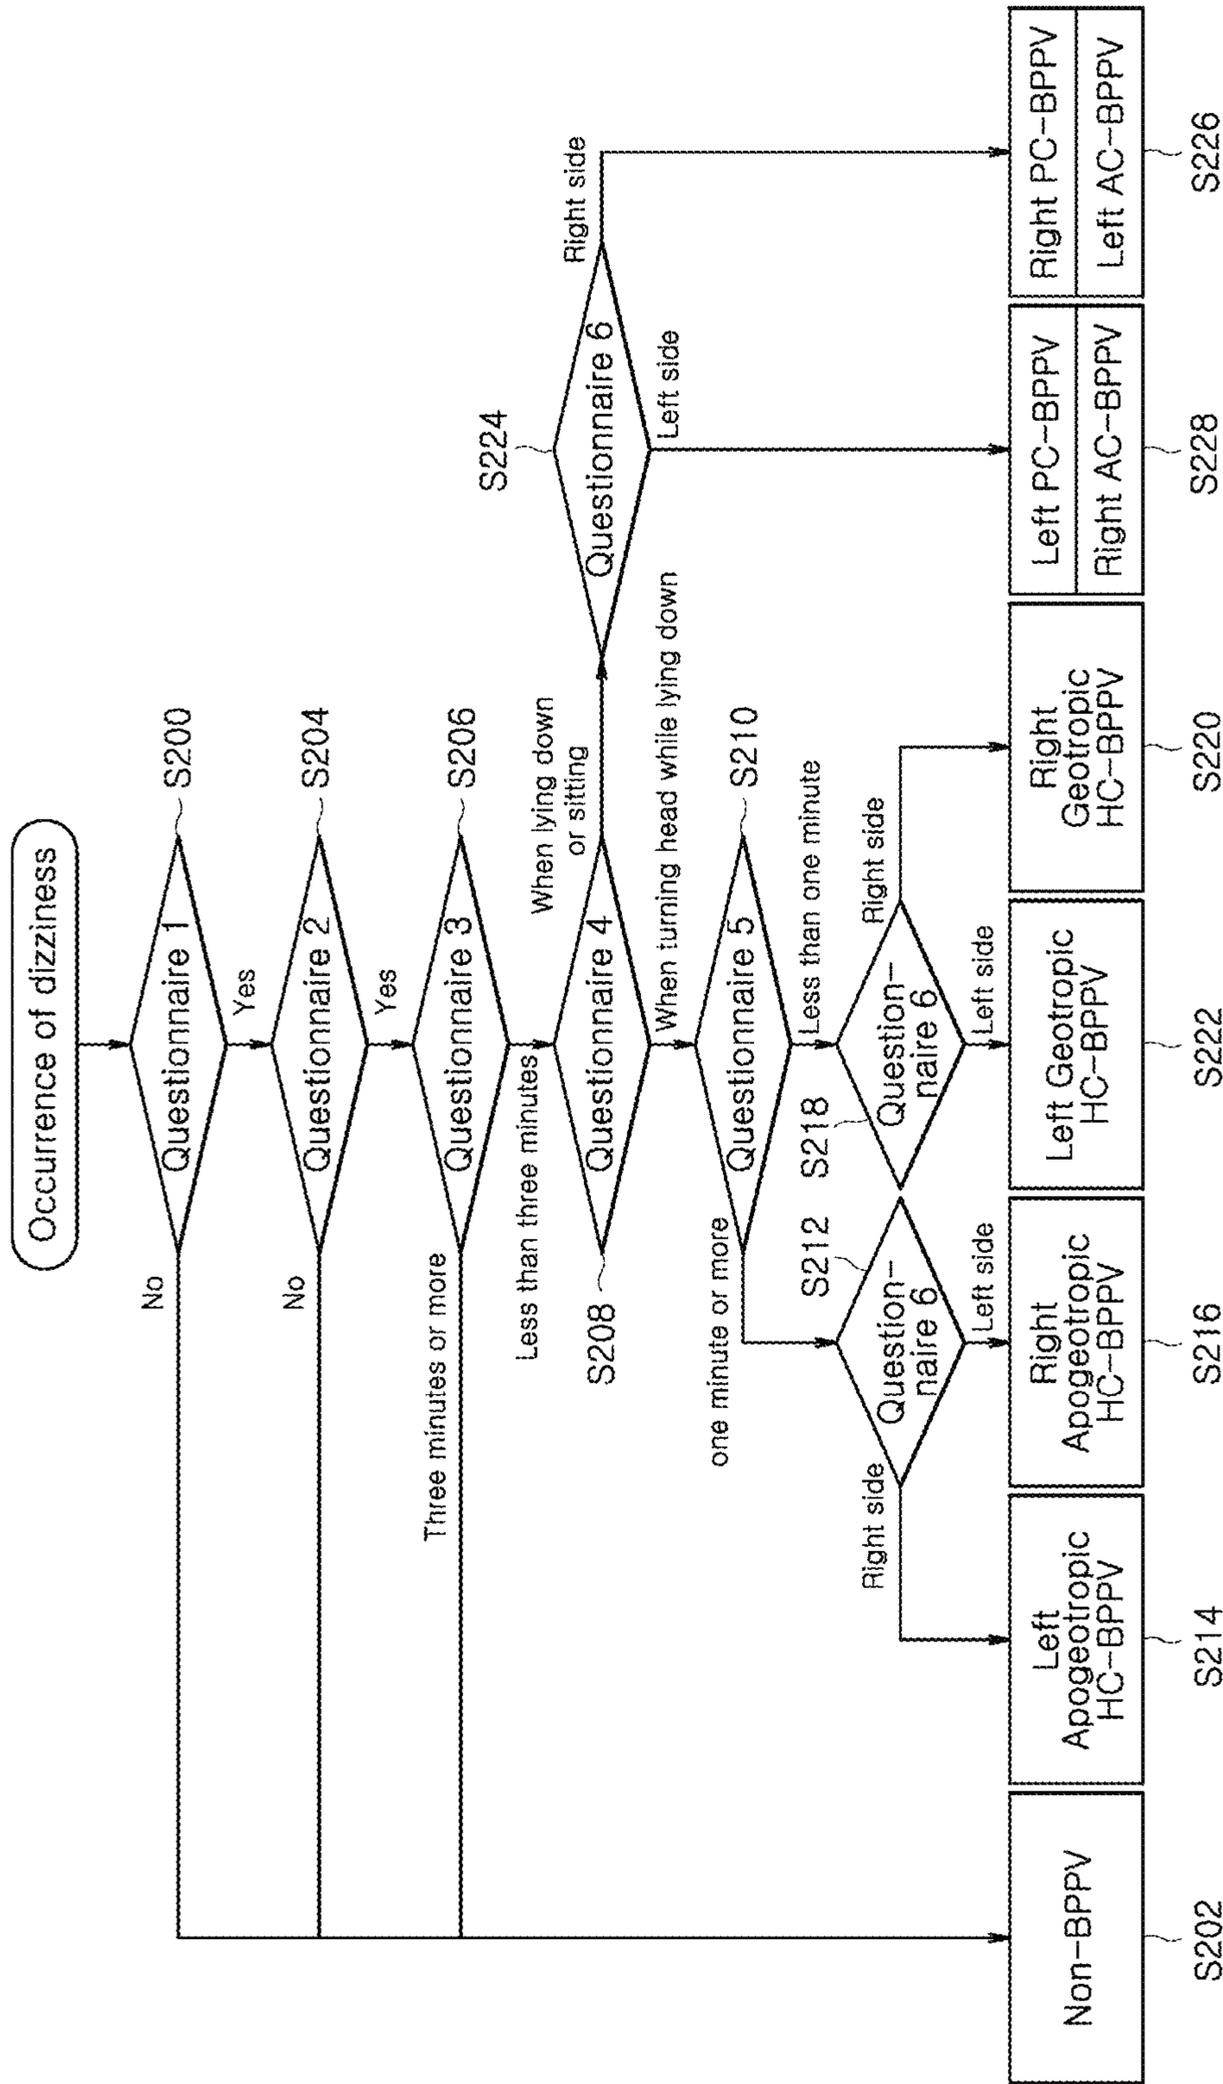 Occurrence of dizziness
Questionnaire 1
S200
No
Yes
Questionnaire 2
S204
No
Yes
Questionnaire 3
S206
Three minutes or more
Less than three minutes
Questionnaire 4
S208
When lying down
or sitting
When turning head while lying down
Questionnaire 6
S224
Right side
Left side
Questionnaire 5
S210
one minute or more
Less than one minute
Question-
naire 6
S212
Right side
Left side
Question-
naire 6
S218
Right side
Left side
Non-BPPV
S202
Left
Apogeotropic
HC-BPPV
S214
Right
Apogeotropic
HC-BPPV
S216
Left Geotropic
HC-BPPV
S222
Right
Geotropic
HC-BPPV
S220
Left PC-BPPV
Right AC-BPPV
S228
Right PC-BPPV
Left AC-BPPV
S226